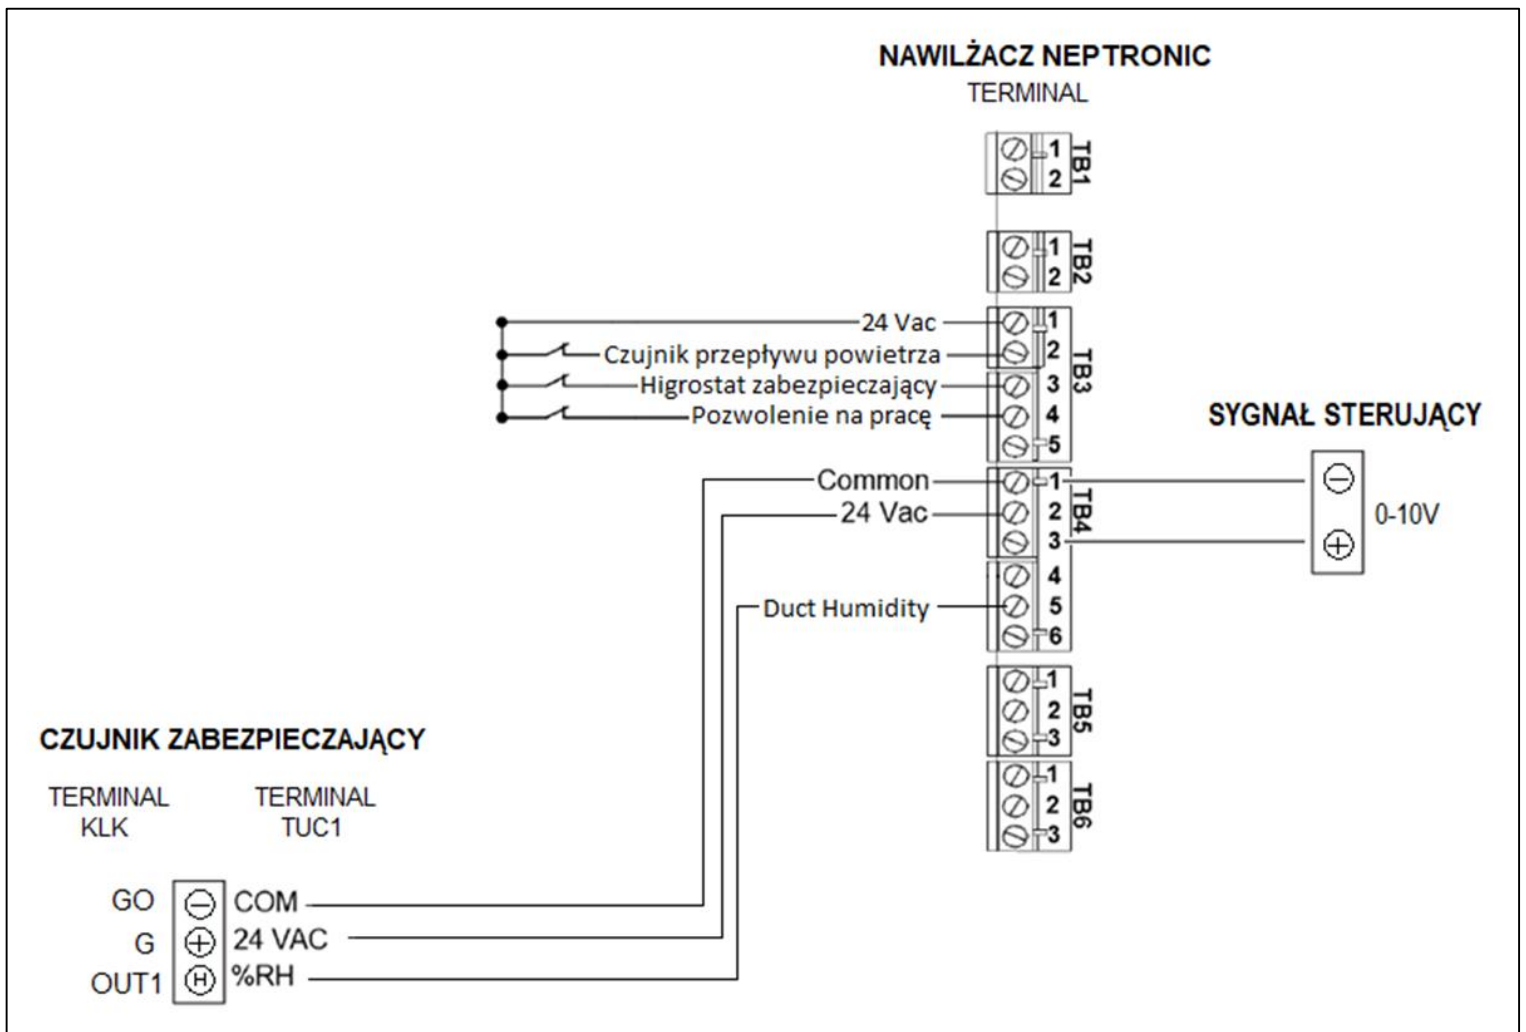 NAWILŻACZ NEPTRONIC
TERMINAL
1
2
TB1
1
2
TB2
24 Vac
1
Czujnik przepływu powietrza
2
TB3
Higrostat zabezpieczający
3
Pozwolenie na pracę
4
5
SYGNAŁ STERUJĄCY
Common
1
24 Vac
2
TB4
3
0-10V
4
Duct Humidity
5
6
1
2
TB5
3
CZUJNIK ZABEZPIECZAJĄCY
1
2
TB6
3
TERMINAL
KLK
TERMINAL
TUC1
GO
COM
G
24 VAC
OUT1
H
%RH